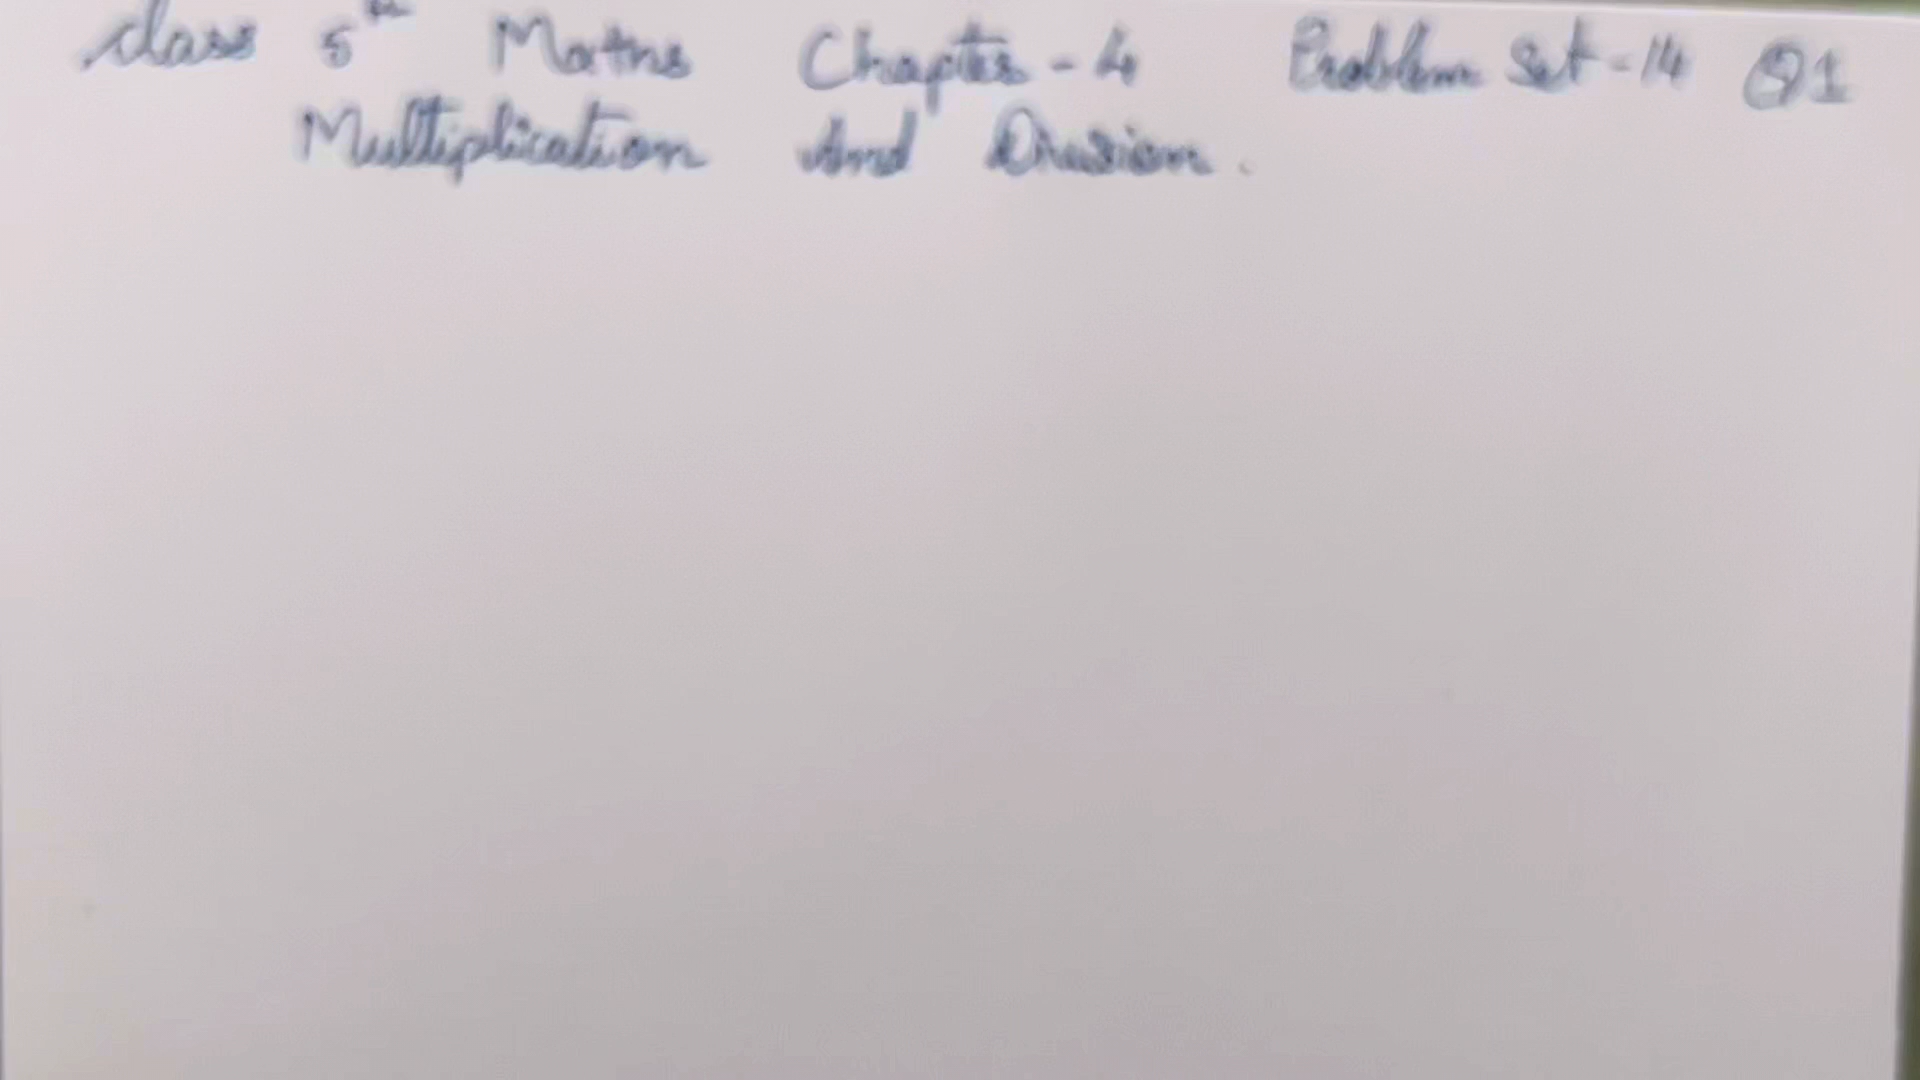 Class 5th Maths Chapter - 4 Problem Set - 14 Q1
Multiplication And Division.